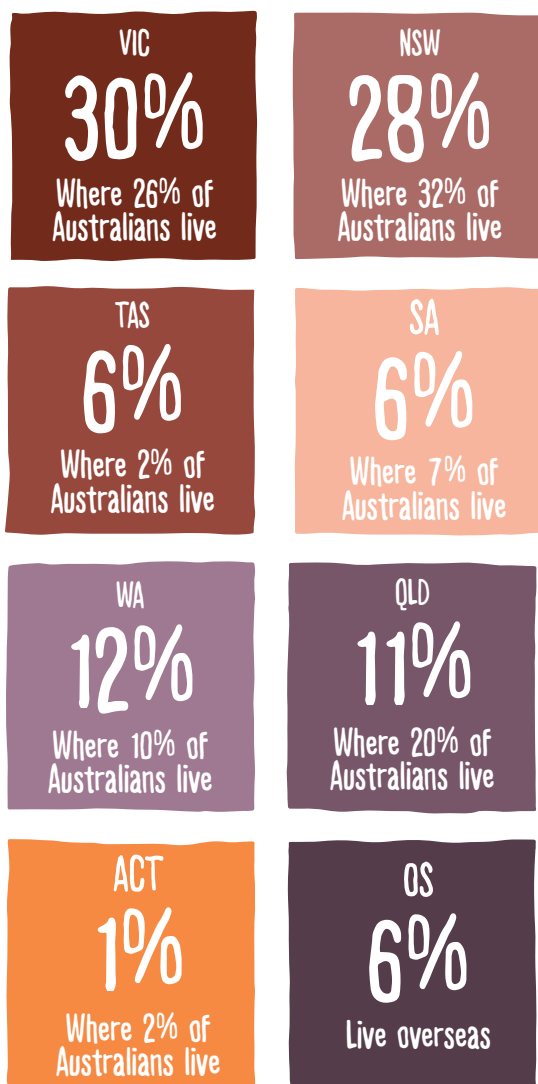 VIC
30%
Where 26% of
Australians live
NSW
28%
Where 32% of
Australians live
TAS
6%
Where 2% of
Australians live
SA
6%
Where 7% of
Australians live
WA
12%
Where 10% of
Australians live
QLD
11%
Where 20% of
Australians live
ACT
1%
Where 2% of
Australians live
OS
6%
Live overseas